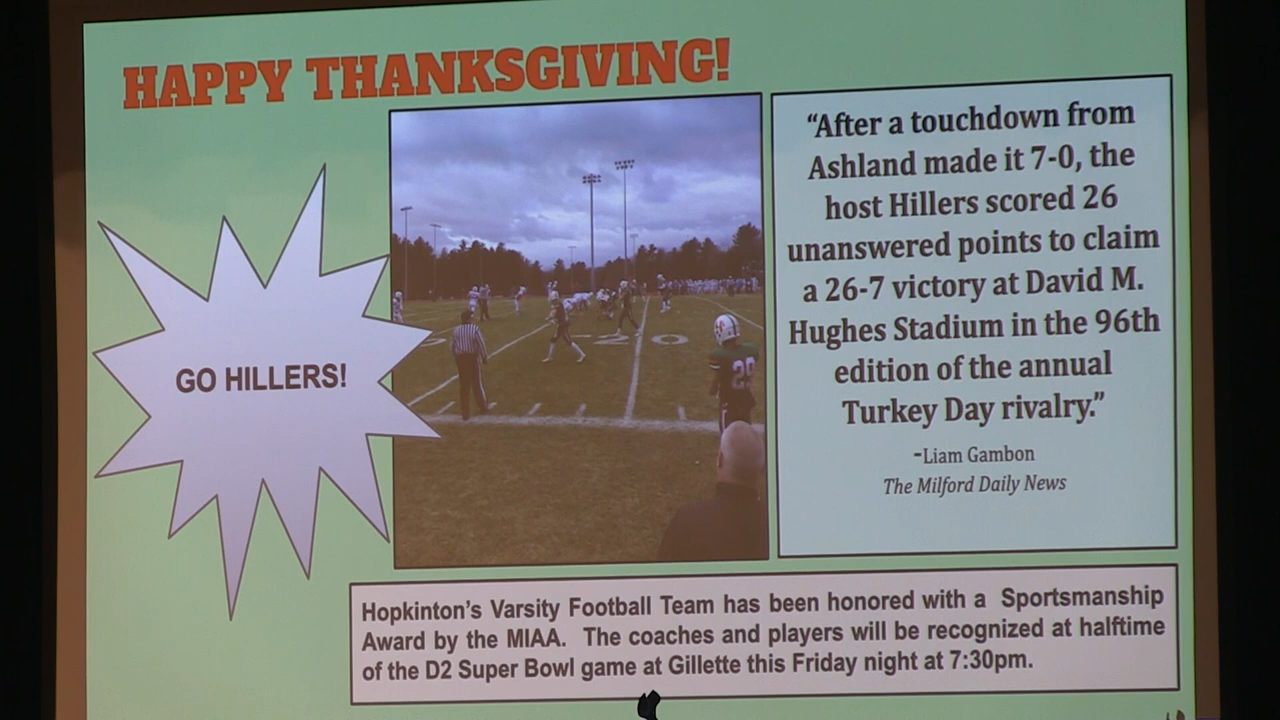 HAPPY THANKSGIVING!
GO HILLERS!
20
29
“After a touchdown from
Ashland made it 7-0, the
host Hillers scored 26
unanswered points to claim
a 26-7 victory at David M.
Hughes Stadium in the 96th
edition of the annual
Turkey Day rivalry.”
-Liam Gambon
The Milford Daily News
Hopkinton’s Varsity Football Team has been honored with a Sportsmanship
Award by the MIAA. The coaches and players will be recognized at halftime
of the D2 Super Bowl game at Gillette this Friday night at 7:30pm.